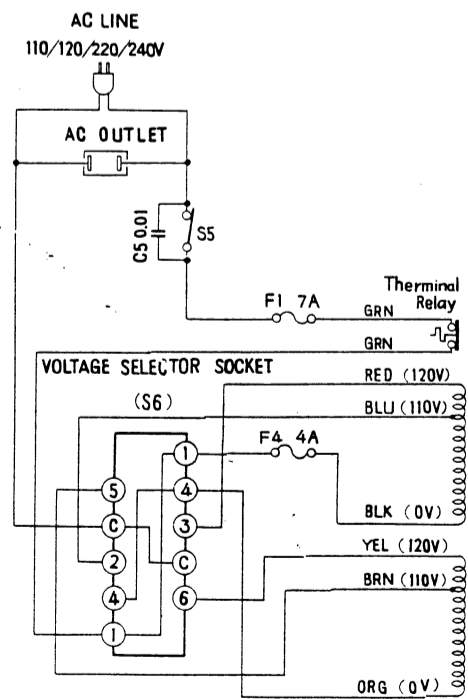 AC LINE
110/120/220/240V
AC OUTLET
C5 0.01
S5
F1 7A
Thermal
Relay
GRN
GRN
VOLTAGE SELECTOR SOCKET
(S6)
RED (120V)
BLU (110V)
F4 4A
1
5
4
C
3
BLK (0V)
2
C
YEL (120V)
BRN (110V)
4
6
1
ORG (0V)